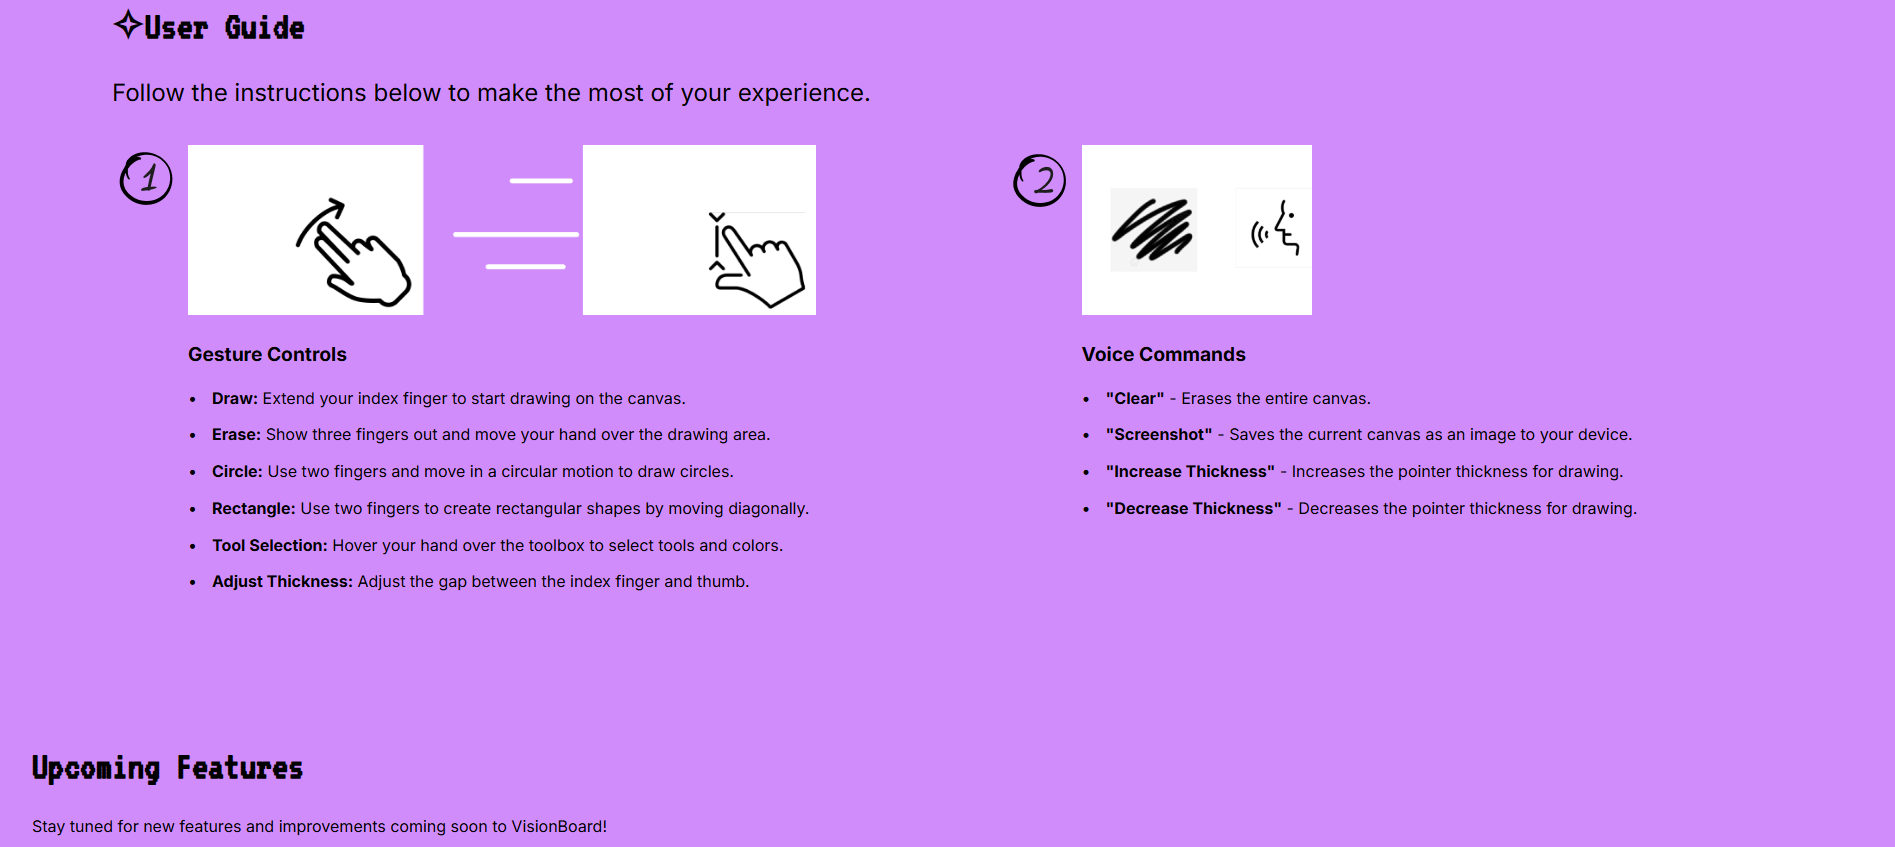 ✧User Guide
Follow the instructions below to make the most of your experience.
1
Gesture Controls
• Draw: Extend your index finger to start drawing on the canvas.
• Erase: Show three fingers out and move your hand over the drawing area.
• Circle: Use two fingers and move in a circular motion to draw circles.
• Rectangle: Use two fingers to create rectangular shapes by moving diagonally.
• Tool Selection: Hover your hand over the toolbox to select tools and colors.
• Adjust Thickness: Adjust the gap between the index finger and thumb.
2
Voice Commands
• "Clear" - Erases the entire canvas.
• "Screenshot" - Saves the current canvas as an image to your device.
• "Increase Thickness" - Increases the pointer thickness for drawing.
• "Decrease Thickness" - Decreases the pointer thickness for drawing.
Upcoming Features
Stay tuned for new features and improvements coming soon to VisionBoard!